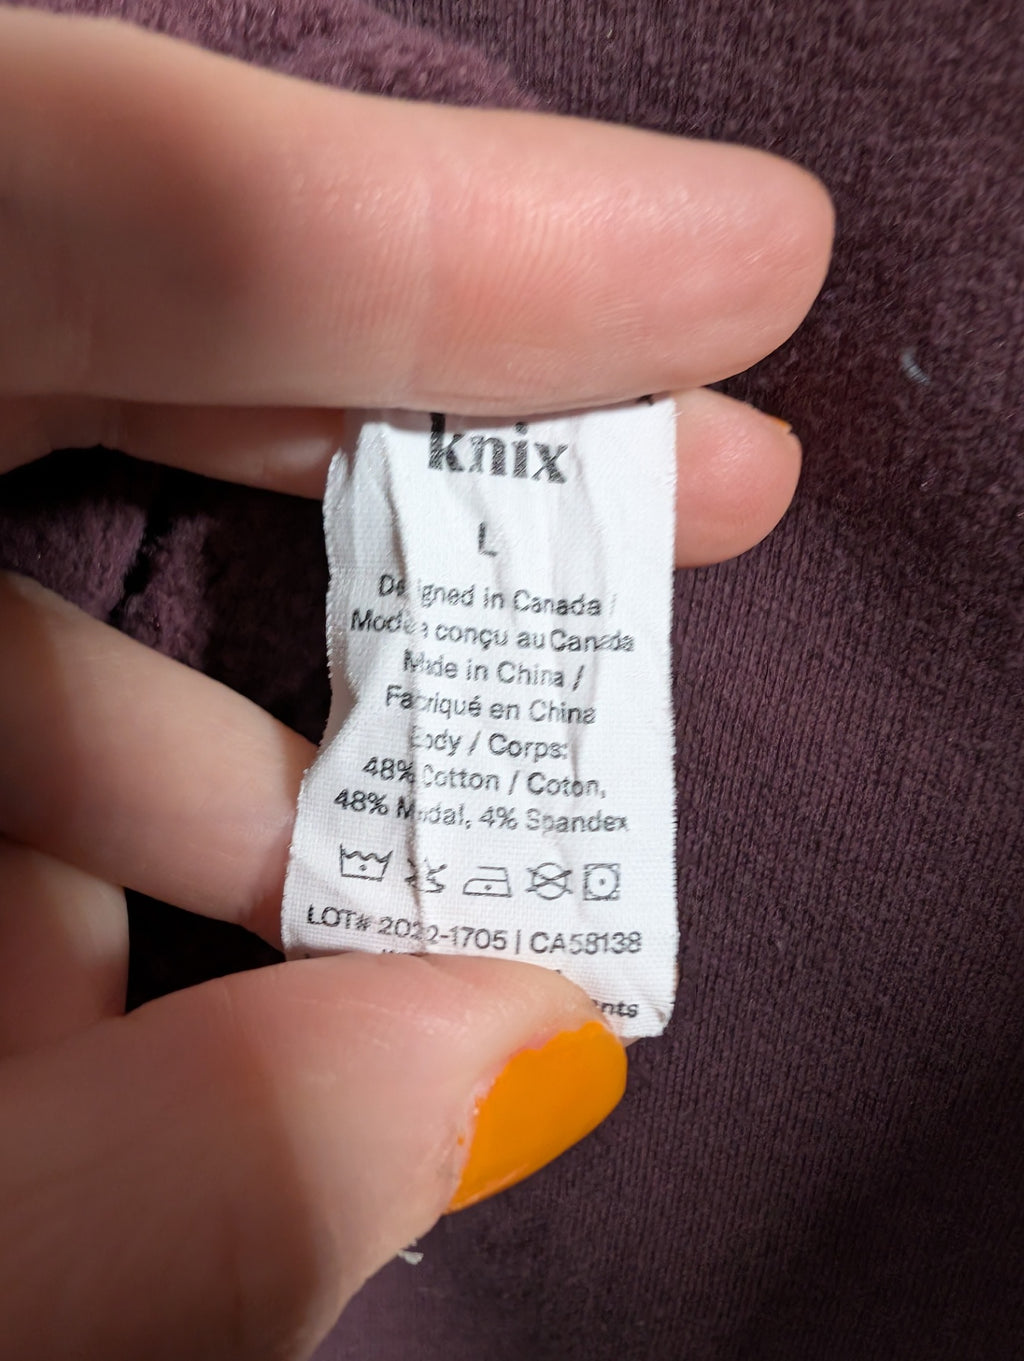 knix
L
Designed in Canada /
Modèle conçu au Canada
Made in China /
Fabriqué en China
Body / Corps:
48% Cotton / Coton,
48% Modal, 4% Spandex
LOT# 2022-1705 | CA58138